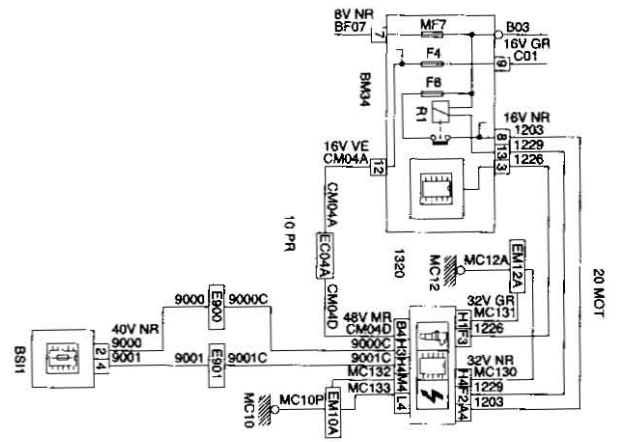 8V NR
BF07
7
MF7
B03
16V GR
C01
9
F4
F6
BM34
R1
16V NR
1203
8
1229
13
1226
3
16V VE
CM04A
12
CM04A
EC04A
CM04D
10 PR
1320
MC12
MC12A
EM12A
20 MOT
32V GR
MC131
H1
1226
F3
48V MR
CM04D
B4
9000C
H3
9001C
H4
MC132
M4
MC133
L4
32V NR
MC130
H4
1229
F2
1203
A4
9000
E900
9000C
40V NR
9000
2
9001
4
9001
E901
9001C
BSI1
MC10
MC10P
EM10A